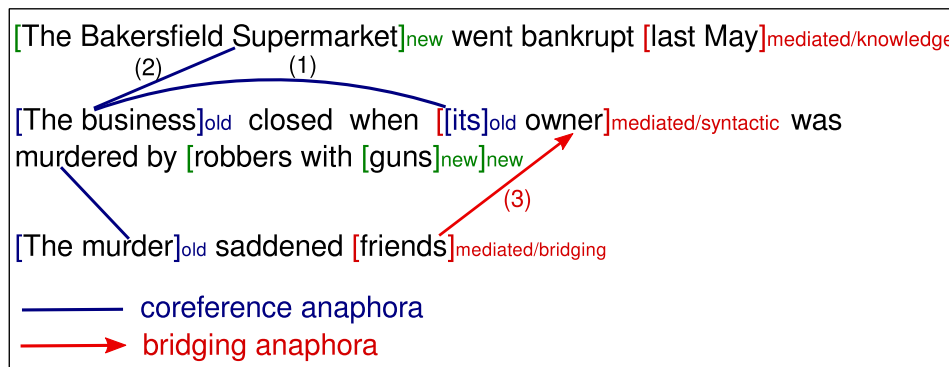 [The Bakersfield Supermarket]new went bankrupt [last May]mediated/knowledge
(2) (1)
[The business]old closed when [[its]old owner]mediated/syntactic was
murdered by [robbers with [guns]new]new
(3)
[The murder]old saddened [friends]mediated/bridging
coreference anaphora
bridging anaphora